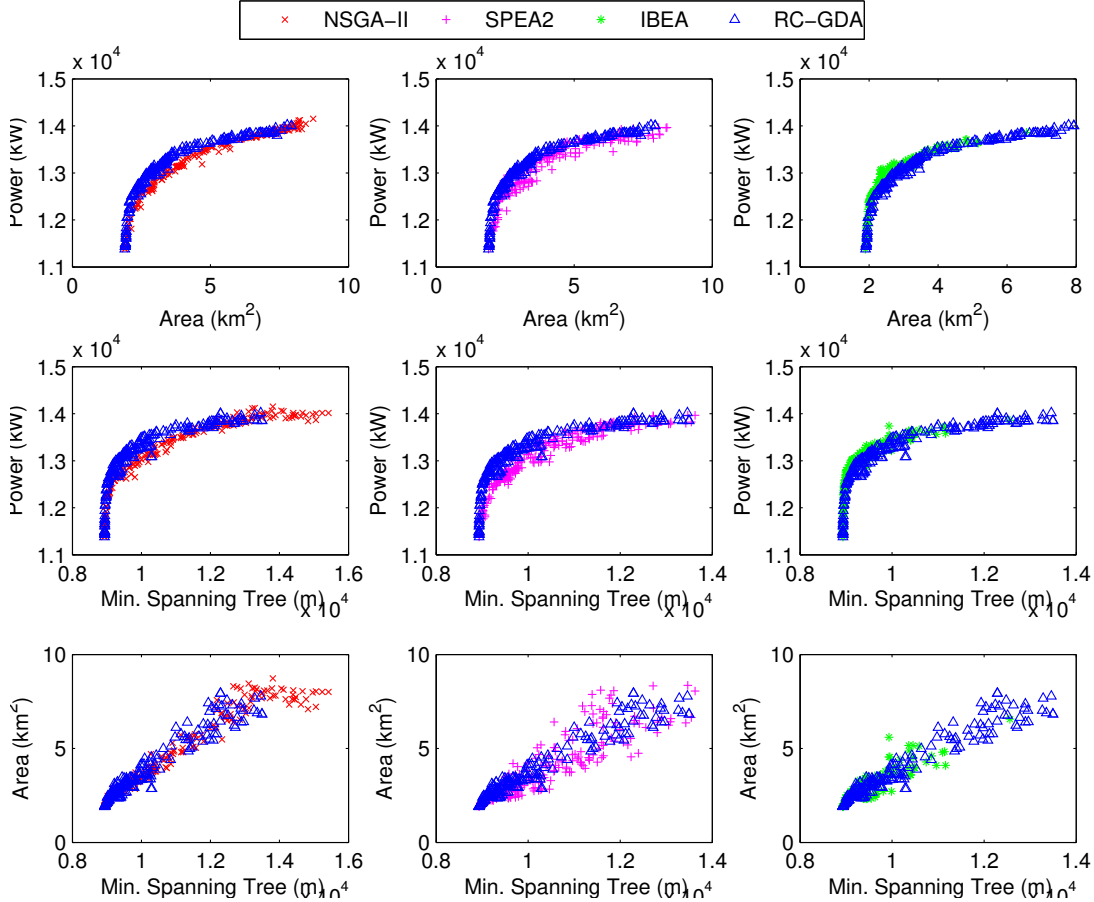 NSGA−II SPEA2 IBEA RC−GDA
x 10^4 x 10^4 x 10^4
1.5 1.5 1.5
1.4 1.4 1.4
1.3 1.3 1.3
1.2 1.2 1.2
1.1 1.1 1.1
Power (kW) Power (kW) Power (kW)
0 5 10 0 5 10 0 2 4 6 8
Area (km^2) Area (km^2) Area (km^2)
x 10^4 x 10^4 x 10^4
1.5 1.5 1.5
1.4 1.4 1.4
1.3 1.3 1.3
1.2 1.2 1.2
1.1 1.1 1.1
Power (kW) Power (kW) Power (kW)
0.8 1 1.2 1.4 1.6 0.8 1 1.2 1.4 0.8 1 1.2 1.4
Min. Spanning Tree (m) Min. Spanning Tree (m) Min. Spanning Tree (m)
x 10^4 x 10^4 x 10^4
10 10 10
5 5 5
0 0 0
Area (km^2) Area (km^2) Area (km^2)
0.8 1 1.2 1.4 1.6 0.8 1 1.2 1.4 0.8 1 1.2 1.4
Min. Spanning Tree (m) Min. Spanning Tree (m) Min. Spanning Tree (m)
x 10^4 x 10^4 x 10^4